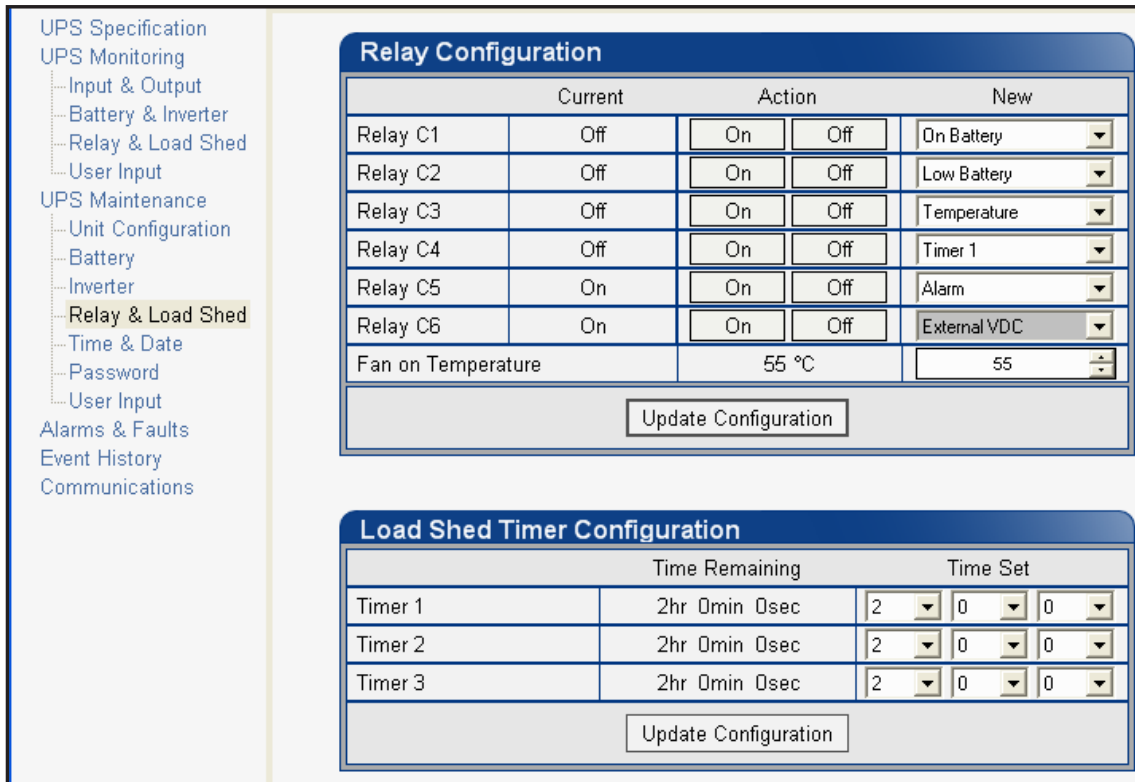 UPS Specification
UPS Monitoring
Input & Output
Battery & Inverter
Relay & Load Shed
User Input
UPS Maintenance
Unit Configuration
Battery
Inverter
Relay & Load Shed
Time & Date
Password
User Input
Alarms & Faults
Event History
Communications
Relay Configuration
Current Action New
Relay C1 Off On Off On Battery
Relay C2 Off On Off Low Battery
Relay C3 Off On Off Temperature
Relay C4 Off On Off Timer 1
Relay C5 On On Off Alarm
Relay C6 On On Off External VDC
Fan on Temperature 55 °C 55
Update Configuration
Load Shed Timer Configuration
Time Remaining Time Set
Timer 1 2hr 0min 0sec 2 0 0
Timer 2 2hr 0min 0sec 2 0 0
Timer 3 2hr 0min 0sec 2 0 0
Update Configuration